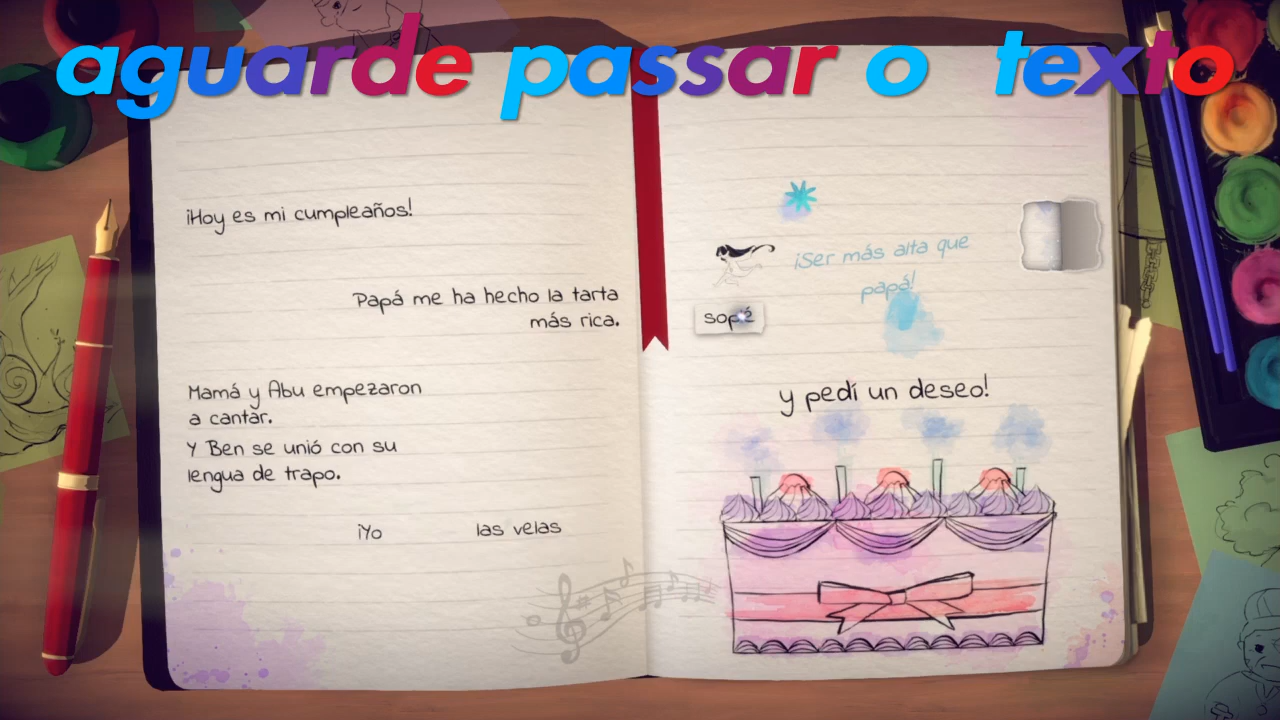 aguarde passar o texto
¡Hoy es mi cumpleaños!
Papá me ha hecho la tarta
más rica.
Mamá y Abu empezaron
a cantar.
Y Ben se unió con su
lengua de trapo.
¡Yo las velas
¡Ser más alta que
papá!
soplé
y pedí un deseo!